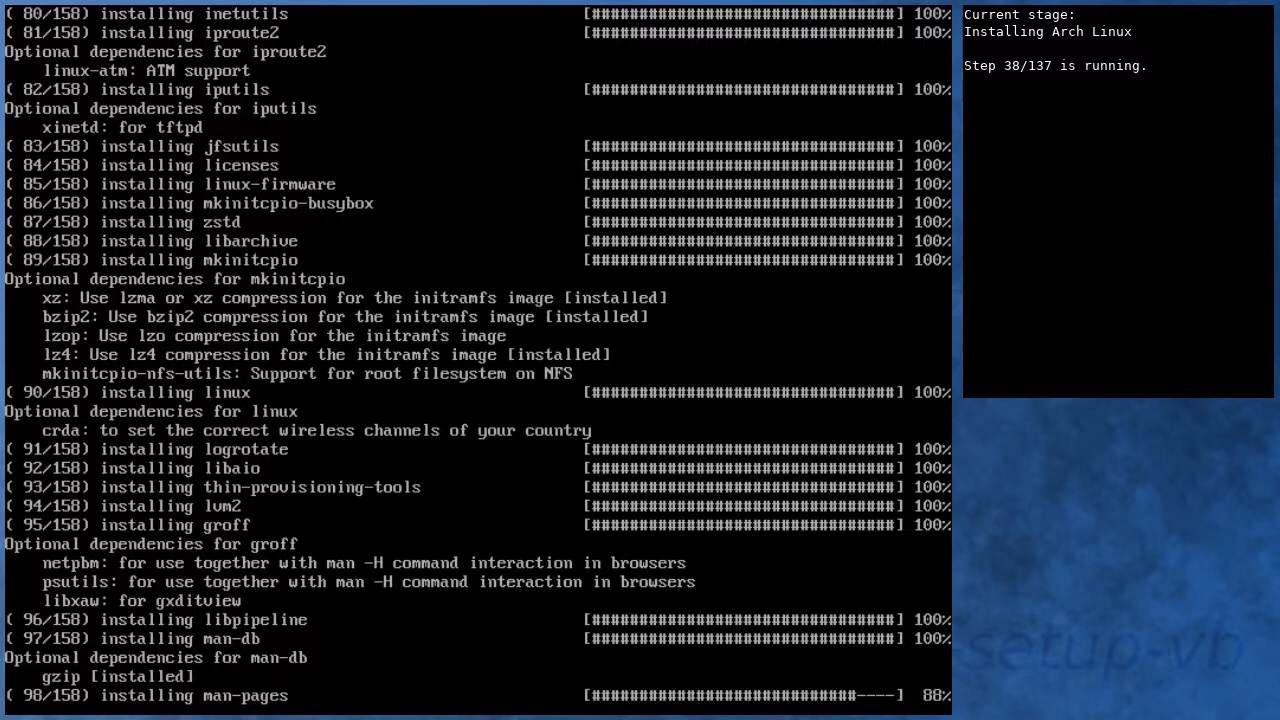 ( 80/158) installing inetutils [################################] 100%
( 81/158) installing iproute2 [################################] 100%
Optional dependencies for iproute2
    linux-atm: ATM support
( 82/158) installing iputils [################################] 100%
Optional dependencies for iputils
    xinetd: for tftpd
( 83/158) installing jfsutils [################################] 100%
( 84/158) installing licenses [################################] 100%
( 85/158) installing linux-firmware [################################] 100%
( 86/158) installing mkinitcpio-busybox [################################] 100%
( 87/158) installing zstd [################################] 100%
( 88/158) installing libarchive [################################] 100%
( 89/158) installing mkinitcpio [################################] 100%
Optional dependencies for mkinitcpio
    xz: Use lzma or xz compression for the initramfs image [installed]
    bzip2: Use bzip2 compression for the initramfs image [installed]
    lzop: Use lzo compression for the initramfs image
    lz4: Use lz4 compression for the initramfs image [installed]
    mkinitcpio-nfs-utils: Support for root filesystem on NFS
( 90/158) installing linux [################################] 100%
Optional dependencies for linux
    crda: to set the correct wireless channels of your country
( 91/158) installing logrotate [################################] 100%
( 92/158) installing libaio [################################] 100%
( 93/158) installing thin-provisioning-tools [################################] 100%
( 94/158) installing lvm2 [################################] 100%
( 95/158) installing groff [################################] 100%
Optional dependencies for groff
    netpbm: for use together with man -H command interaction in browsers
    psutils: for use together with man -H command interaction in browsers
    libxaw: for gxditview
( 96/158) installing libpipeline [################################] 100%
( 97/158) installing man-db [################################] 100%
Optional dependencies for man-db
    gzip [installed]
( 98/158) installing man-pages [############################----] 88%
Current stage:
Installing Arch Linux
Step 38/137 is running.
setup-vb